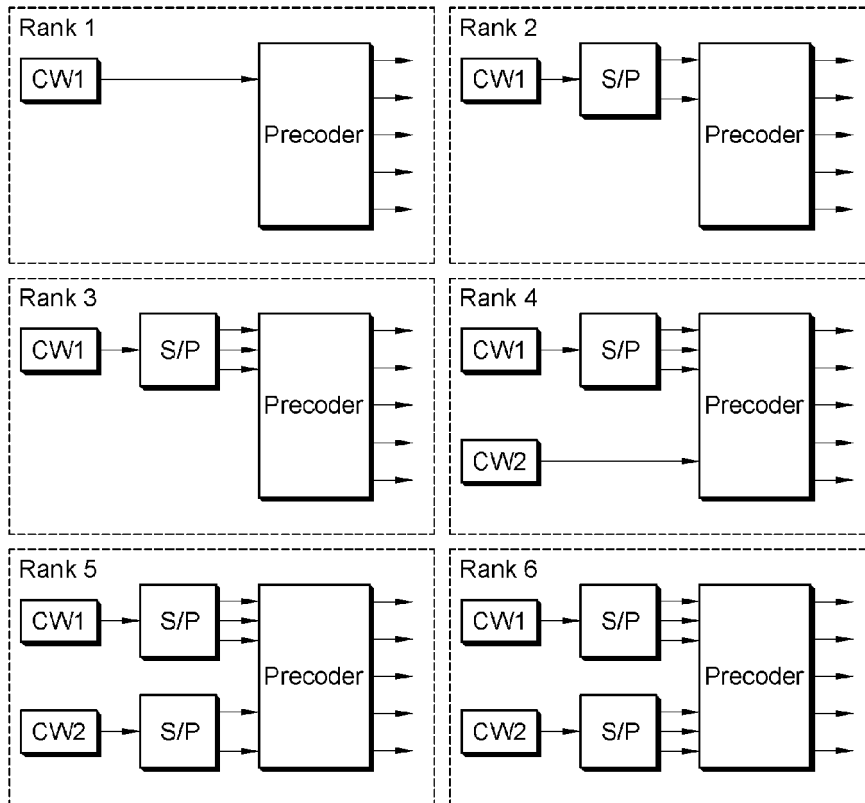 Rank 1
CW1
Precoder
Rank 2
CW1
S/P
Precoder
Rank 3
CW1
S/P
Precoder
Rank 4
CW1
S/P
Precoder
CW2
Rank 5
CW1
S/P
Precoder
CW2
S/P
Rank 6
CW1
S/P
Precoder
CW2
S/P